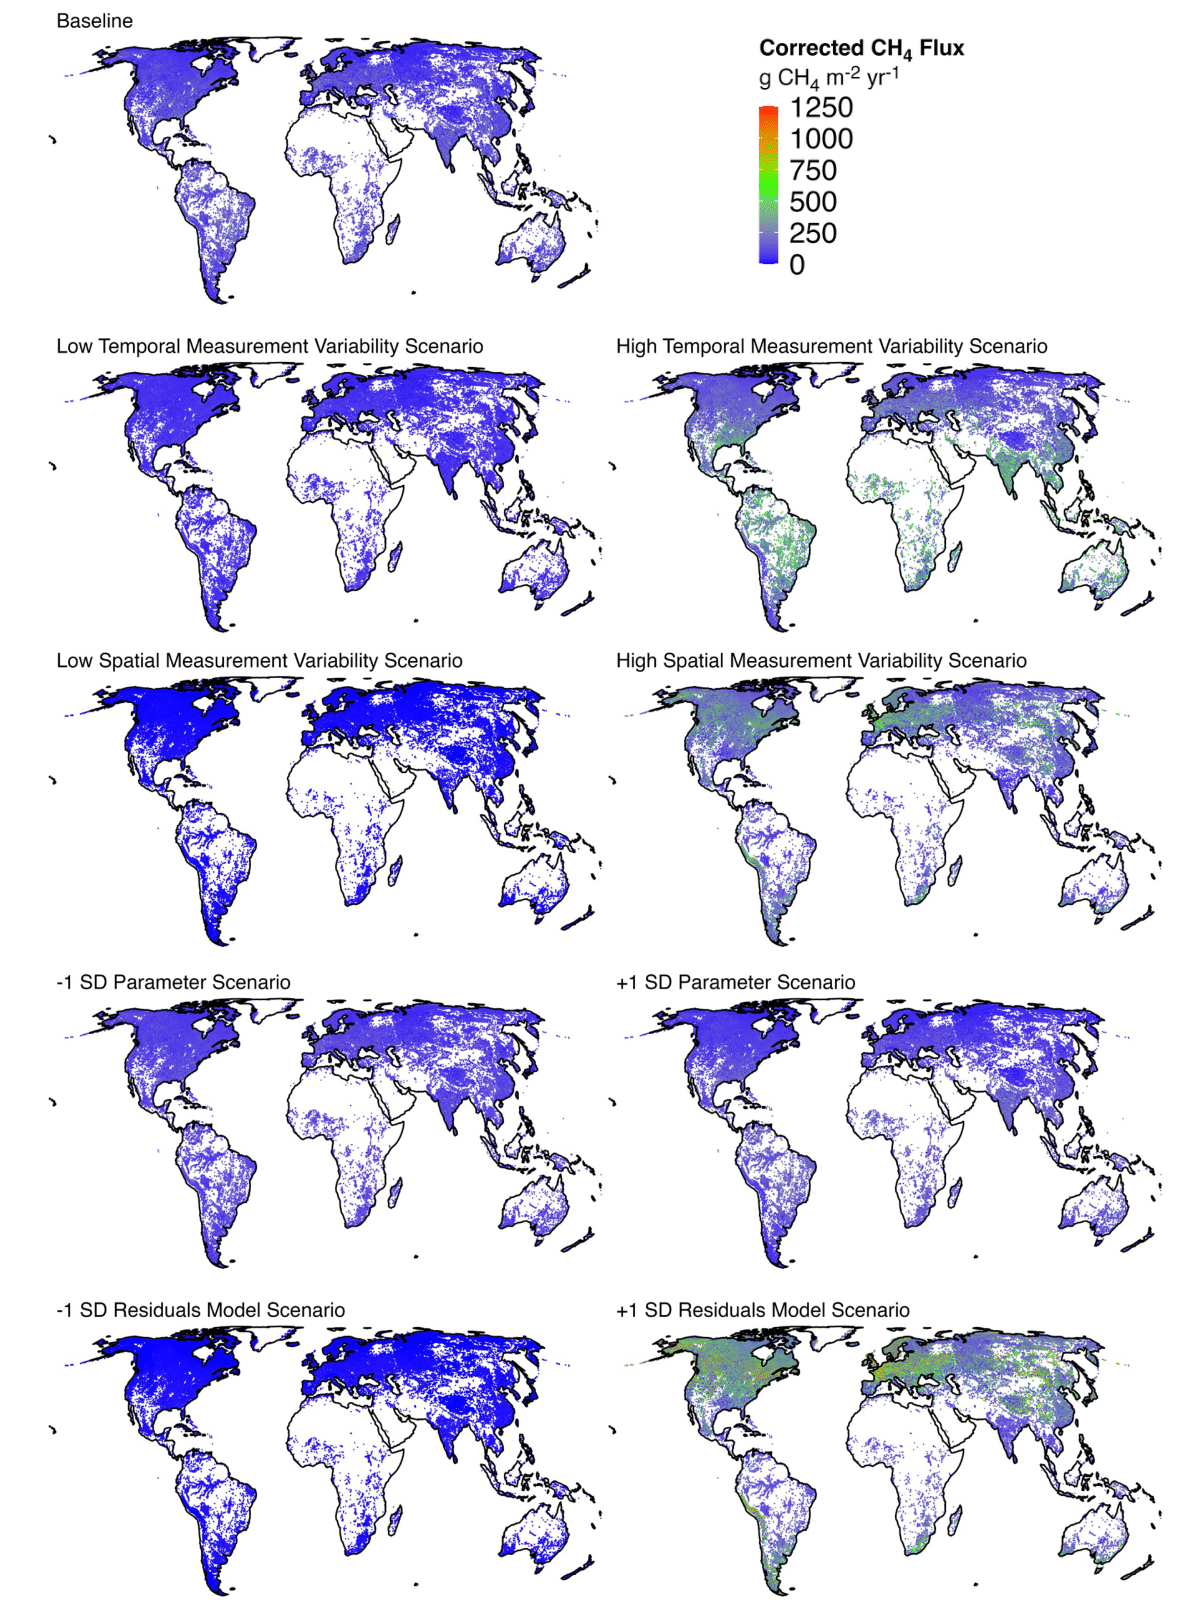 Baseline
Corrected CH4 Flux
g CH4 m-2 yr-1
1250
1000
750
500
250
0
Low Temporal Measurement Variability Scenario
High Temporal Measurement Variability Scenario
Low Spatial Measurement Variability Scenario
High Spatial Measurement Variability Scenario
-1 SD Parameter Scenario
+1 SD Parameter Scenario
-1 SD Residuals Model Scenario
+1 SD Residuals Model Scenario